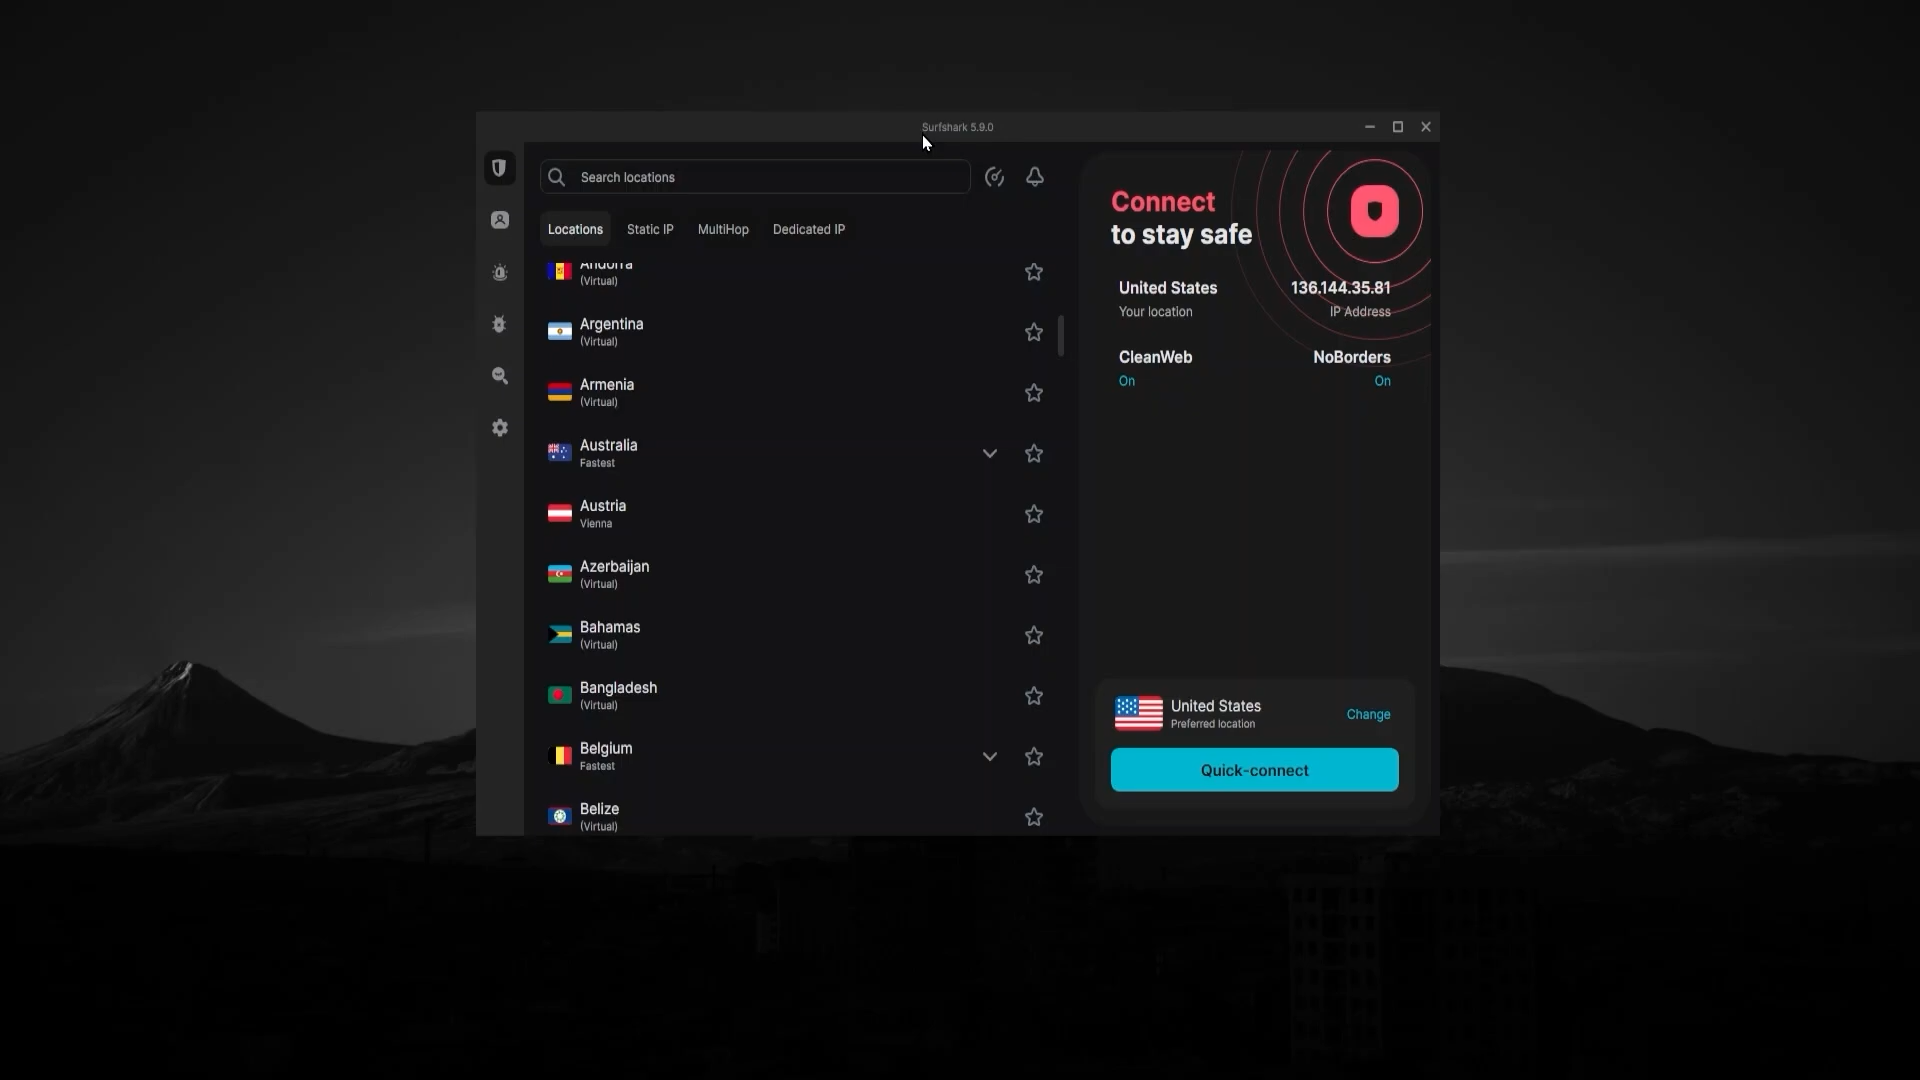 Surfshark 5.9.0
Search locations
Locations
Static IP
MultiHop
Dedicated IP
Andorra
(Virtual)
Argentina
(Virtual)
Armenia
(Virtual)
Australia
Fastest
Austria
Vienna
Azerbaijan
(Virtual)
Bahamas
(Virtual)
Bangladesh
(Virtual)
Belgium
Fastest
Belize
(Virtual)
Connect
to stay safe
United States
Your location
136.144.35.81
IP Address
CleanWeb
On
NoBorders
On
United States
Preferred location
Change
Quick-connect